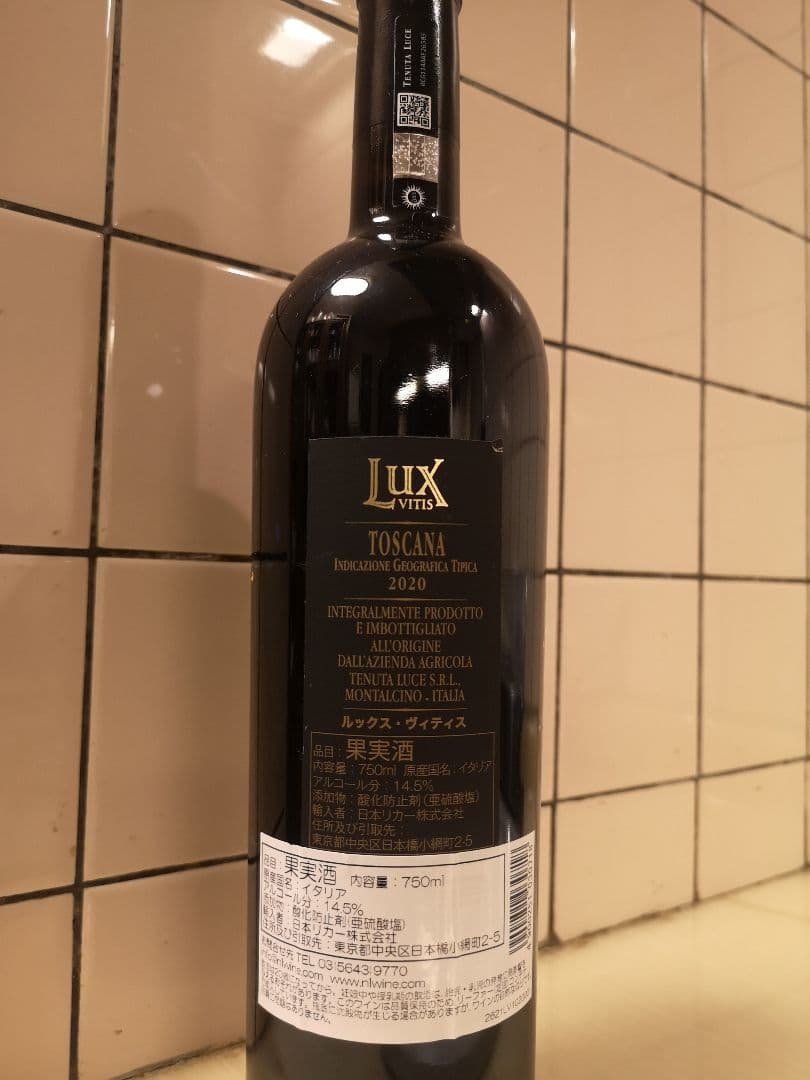 TENUTA LUCE
LUX
VITIS
TOSCANA
INDICAZIONE GEOGRAFICA TIPICA
2020
INTEGRALMENTE PRODOTTO
E IMBOTTIGLIATO
ALL'ORIGINE
DALL'AZIENDA AGRICOLA
TENUTA LUCE S.R.L.,
MONTALCINO - ITALIA
ルックス・ヴィティス
品目：果実酒
内容量：750ml 原産国名：イタリア
アルコール分：14.5%
添加物：酸化防止剤(亜硫酸塩)
輸入者：日本リカー株式会社
住所及び引取先：
東京都中央区日本橋小網町2-5
品目：果実酒 内容量：750ml
原産国名：イタリア
アルコール分：14.5%
添加物：酸化防止剤(亜硫酸塩)
輸入者：日本リカー株式会社
住所及び引取先：東京都中央区日本橋小網町2-5
お問合せ先 TEL 03(5643)9770
info@nlwine.com www.nlwine.com